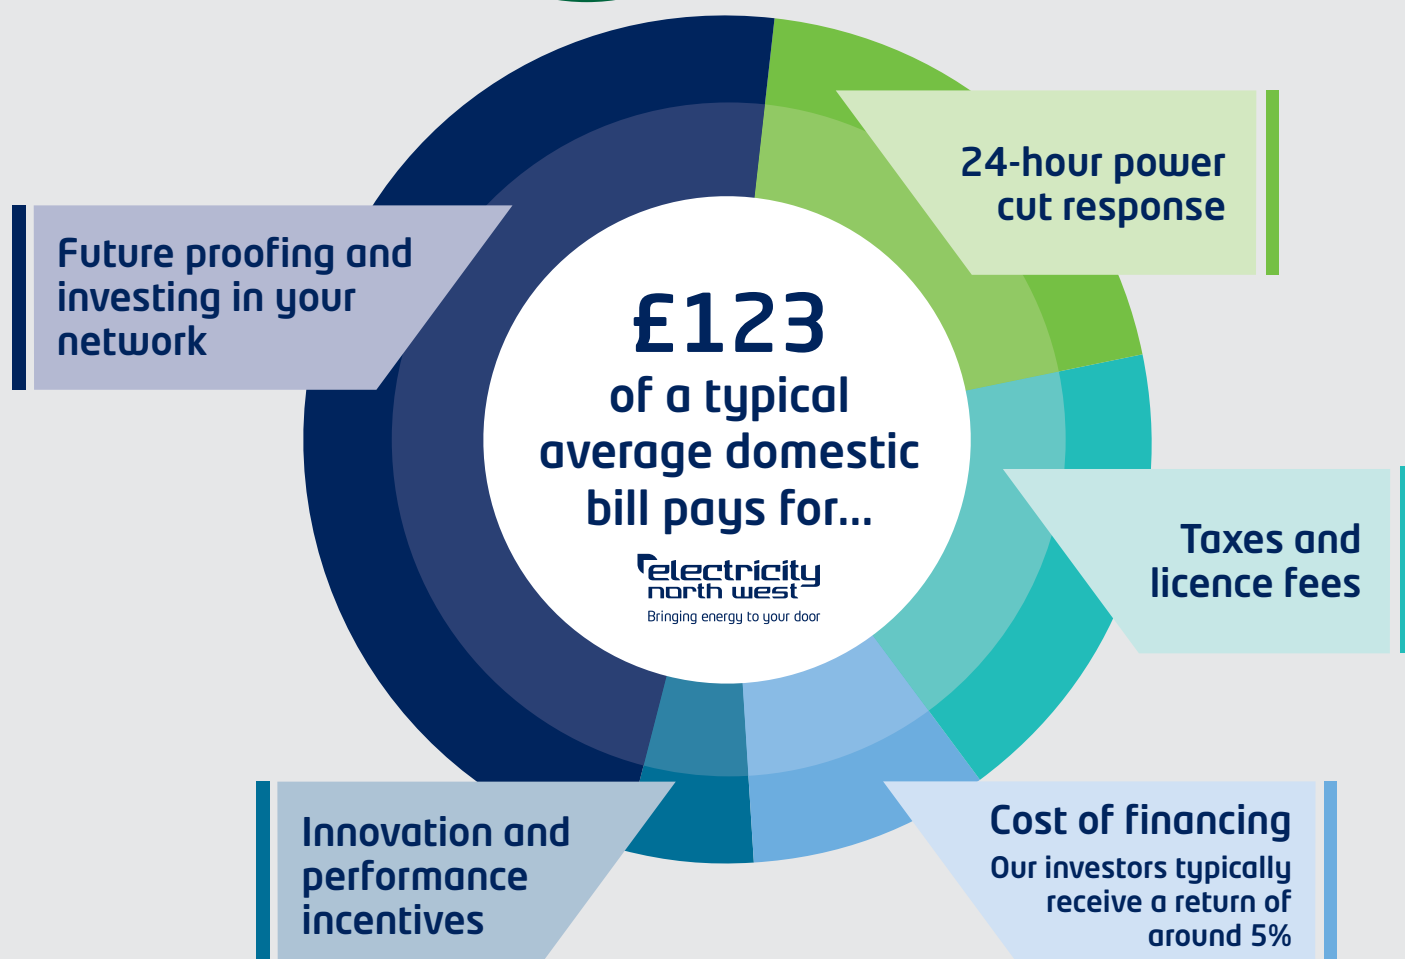 24-hour power
cut response
Future proofing and
investing in your
network
£123
of a typical
average domestic
bill pays for...
electricity
north west
Bringing energy to your door
Taxes and
licence fees
Innovation and
performance
incentives
Cost of financing
Our investors typically
receive a return of
around 5%